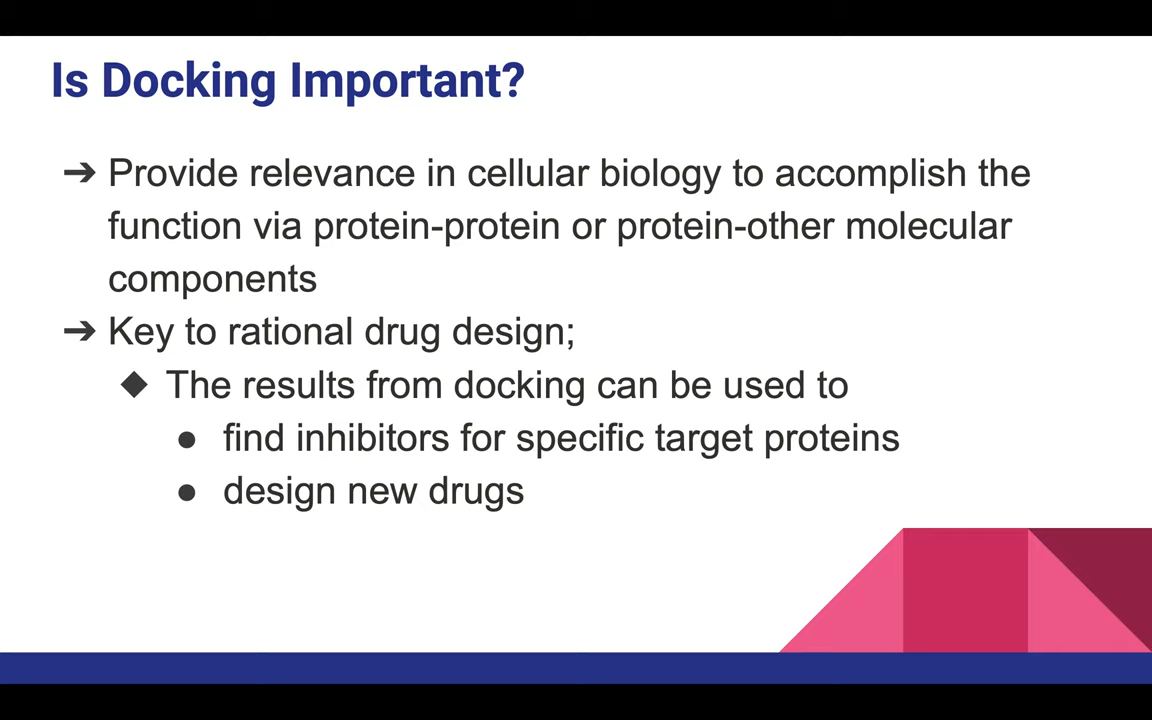 Is Docking Important?
➔ Provide relevance in cellular biology to accomplish the
function via protein-protein or protein-other molecular
components
➔ Key to rational drug design;
◆ The results from docking can be used to
● find inhibitors for specific target proteins
● design new drugs